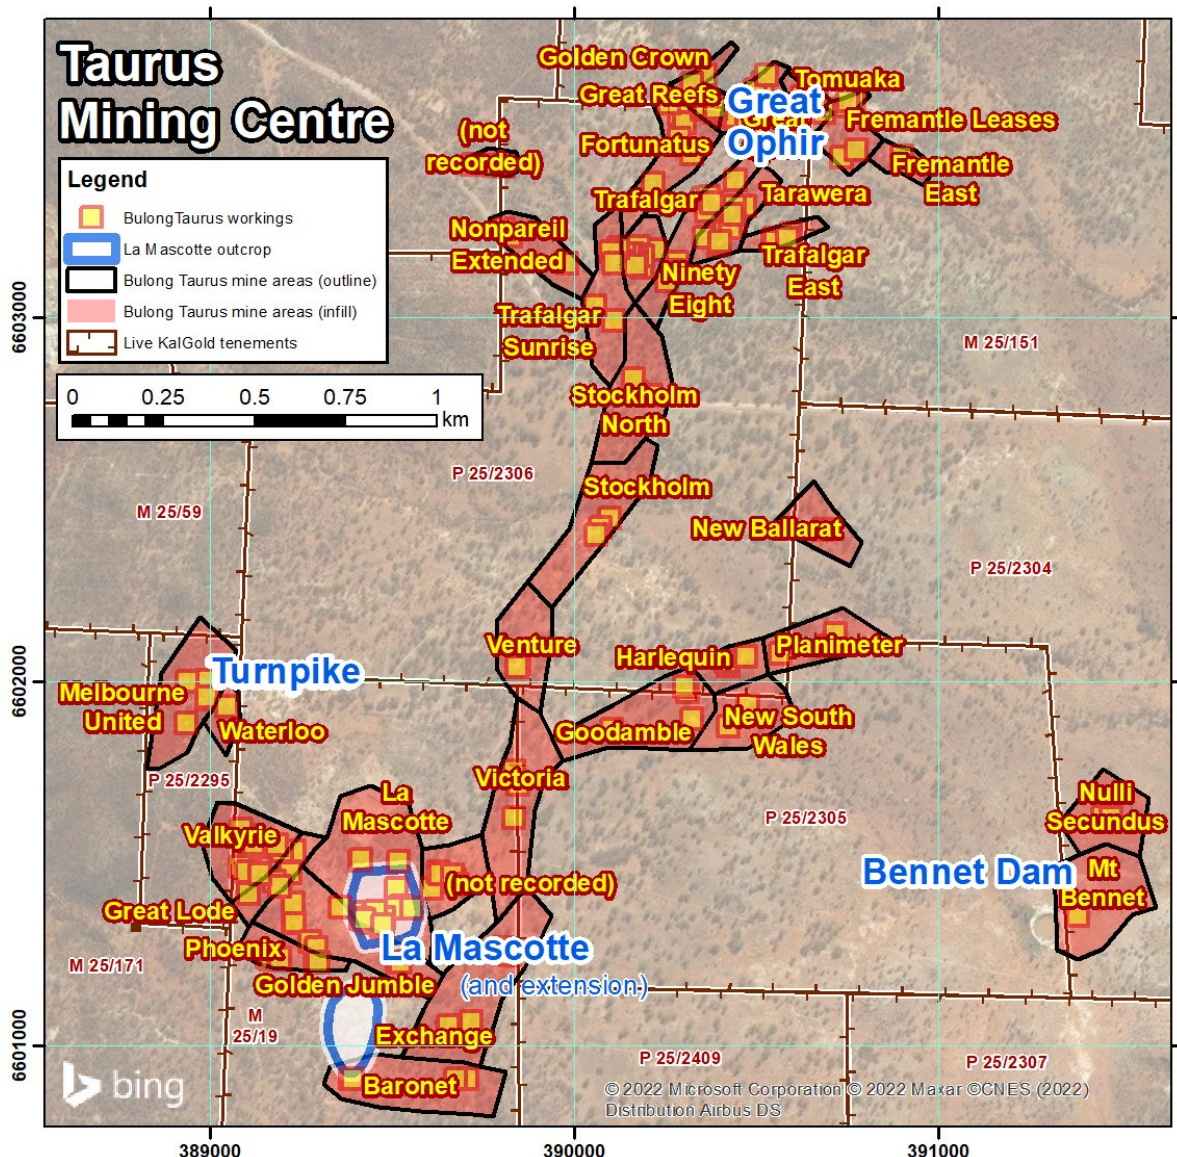 Taurus
Mining Centre
Legend
BulongTaurus workings
La Mascotte outcrop
Bulong Taurus mine areas (outline)
Bulong Taurus mine areas (infill)
Live KalGold tenements
0 0.25 0.5 0.75 1
km
Golden Crown
Tomuaka
Great Reefs
Great
Ophir
Great
Fremantle Leases
(not
recorded)
Fortunatus
Fremantle
East
Trafalgar
Tarawera
Nonpareil
Extended
Trafalgar
East
Ninety
Eight
Trafalgar
Sunrise
M 25/151
Stockholm
North
P 25/2306
M 25/59
Stockholm
New Ballarat
P 25/2304
Venture
Harlequin
Planimeter
Turnpike
Melbourne
United
Waterloo
Goodamble
New South
Wales
P 25/2295
Victoria
La
Mascotte
P 25/2305
Nulli
Secundus
Valkyrie
Bennet Dam
Mt
Bennet
(not recorded)
Great Lode
Phoenix
La Mascotte
(and extension)
M 25/171
Golden Jumble
M
25/19
Exchange
P 25/2409
P 25/2307
Baronet
bing
© 2022 Microsoft Corporation © 2022 Maxar ©CNES (2022)
Distribution Airbus DS
6603000
6602000
6601000
389000
390000
391000